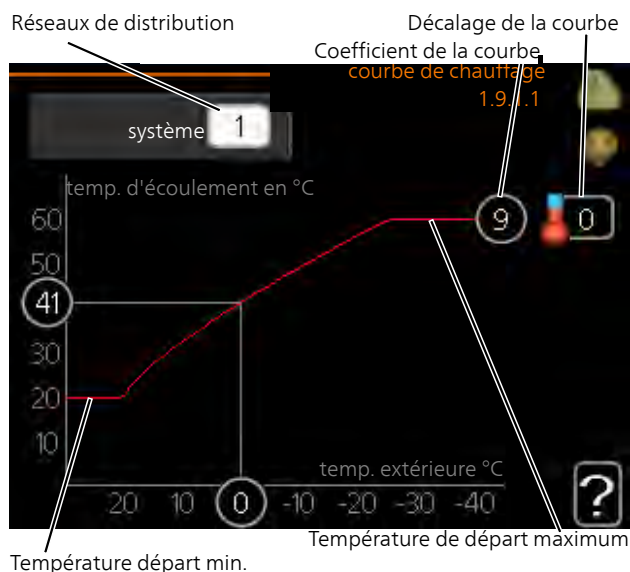 Réseaux de distribution
Décalage de la courbe
Coefficient de la courbe
courbe de chauffage
1.9.1.1
système 1
temp. d'écoulement en °C
60
50
41
30
20
10
9
0
temp. extérieure °C
20 10 0 -10 -20 -30 -40
?
Température de départ maximum
Température départ min.